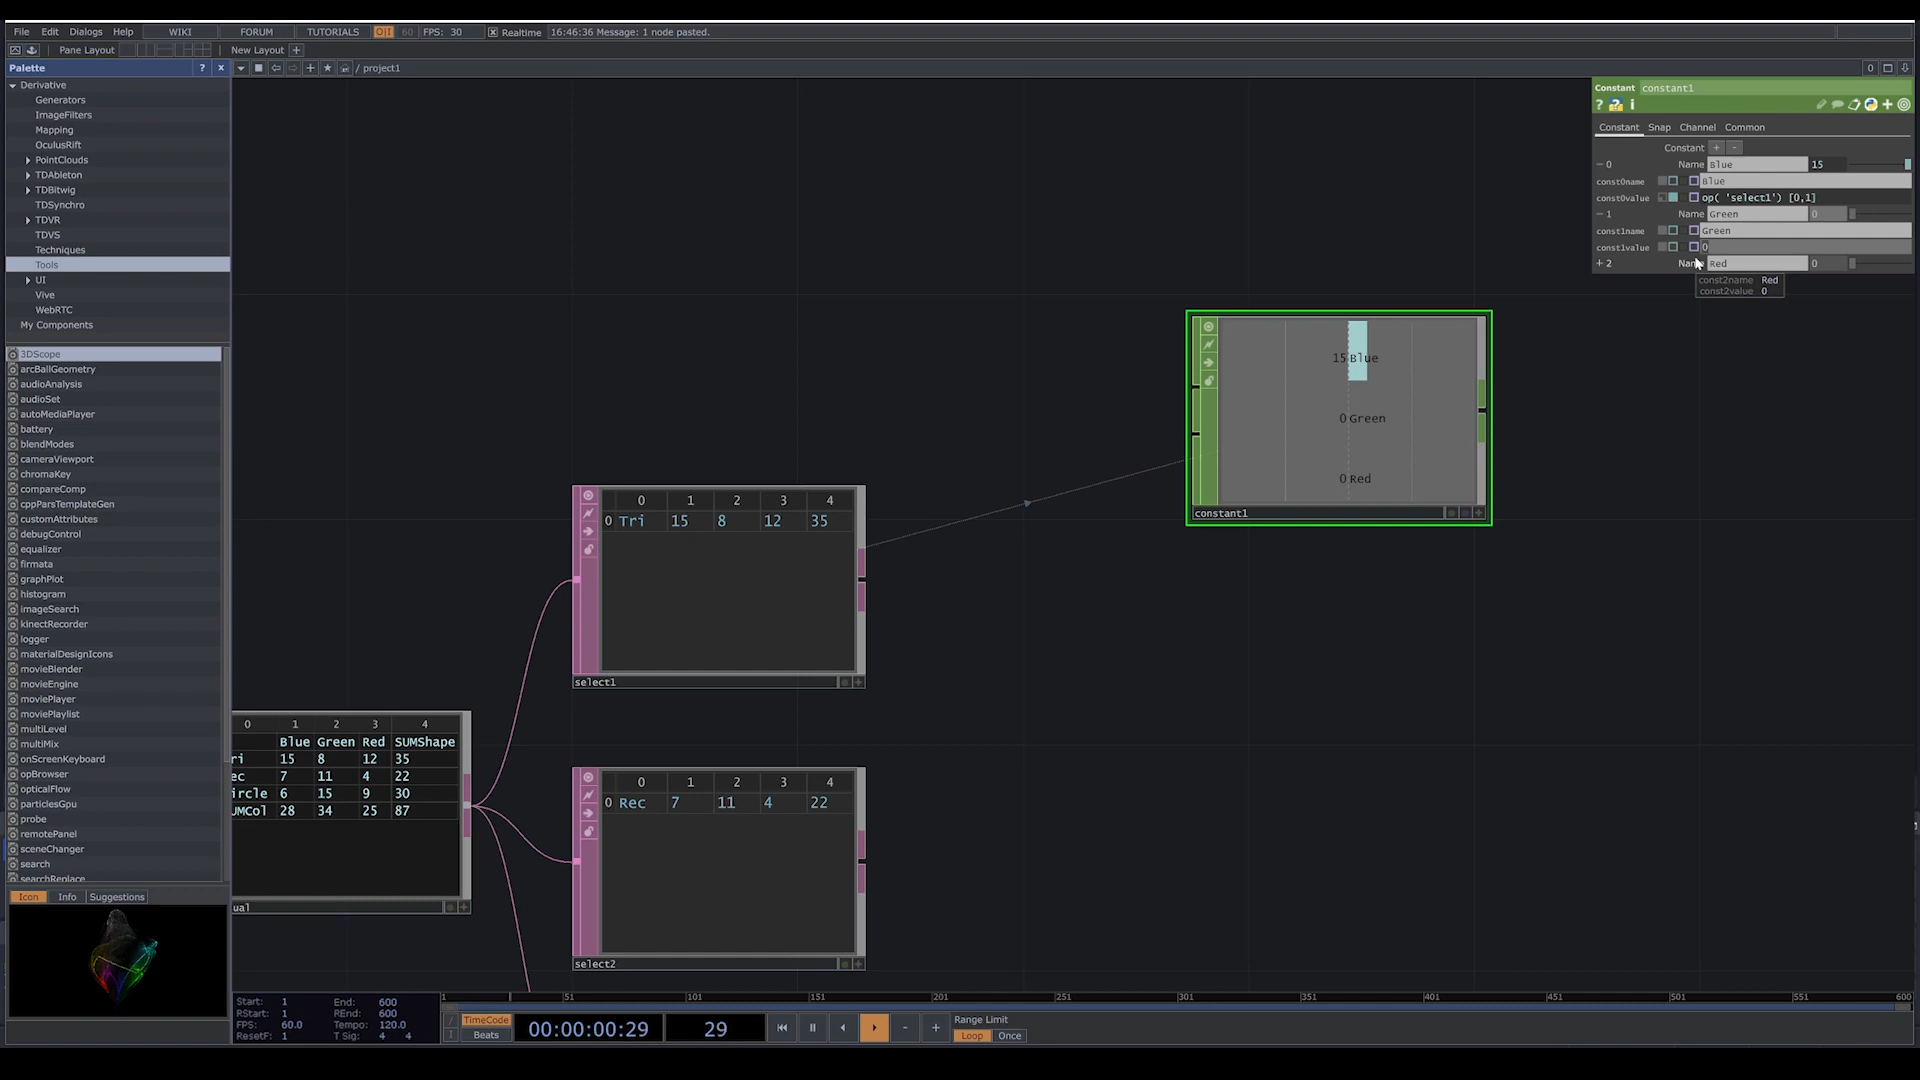 File Edit Dialogs Help WIKI FORUM TUTORIALS O|I 60 FPS: 30 Realtime 16:46:36 Message: 1 node pasted.
Pane Layout New Layout +
Palette ? x / project1 0
Derivative
Generators
ImageFilters
Mapping
OculusRift
PointClouds
TDAbleton
TDBitwig
TDSynchro
TDVR
TDVS
Techniques
Tools
UI
Vive
WebRTC
My Components
3DScope
arcBallGeometry
audioAnalysis
audioSet
autoMediaPlayer
battery
blendModes
cameraViewport
chromaKey
compareComp
cppParsTemplateGen
customAttributes
debugControl
equalizer
firmata
graphPlot
histogram
imageSearch
kinectRecorder
logger
materialDesignIcons
movieBlender
movieEngine
moviePlayer
moviePlaylist
multiLevel
multiMix
onScreenKeyboard
opBrowser
opticalFlow
particlesGpu
probe
remotePanel
sceneChanger
search
searchReplace
Icon Info Suggestions
Constant constant1
? i
Constant Snap Channel Common
Constant + -
- 0 Name Blue 15
const0name Blue
const0value op( 'select1') [0,1]
- 1 Name Green 0
const1name Green
const1value 0
+ 2 Name Red 0
const2name Red
const2value 0
15 Blue
0 Green
0 Red
constant1
0 1 2 3 4
0 Tri 15 8 12 35
select1
0 1 2 3 4
Blue Green Red SUMShape
ri 15 8 12 35
ec 7 11 4 22
ircle 6 15 9 30
UMCol 28 34 25 87
ual
0 1 2 3 4
0 Rec 7 11 4 22
select2
Start: 1 End: 600
RStart: 1 REnd: 600
FPS: 60.0 Tempo: 120.0
ResetF: 1 T Sig: 4 4
1 51 101 151 201 251 301 351 401 451 501 551 600
TimeCode
Beats
00:00:00:29 29
- +
Range Limit
Loop Once